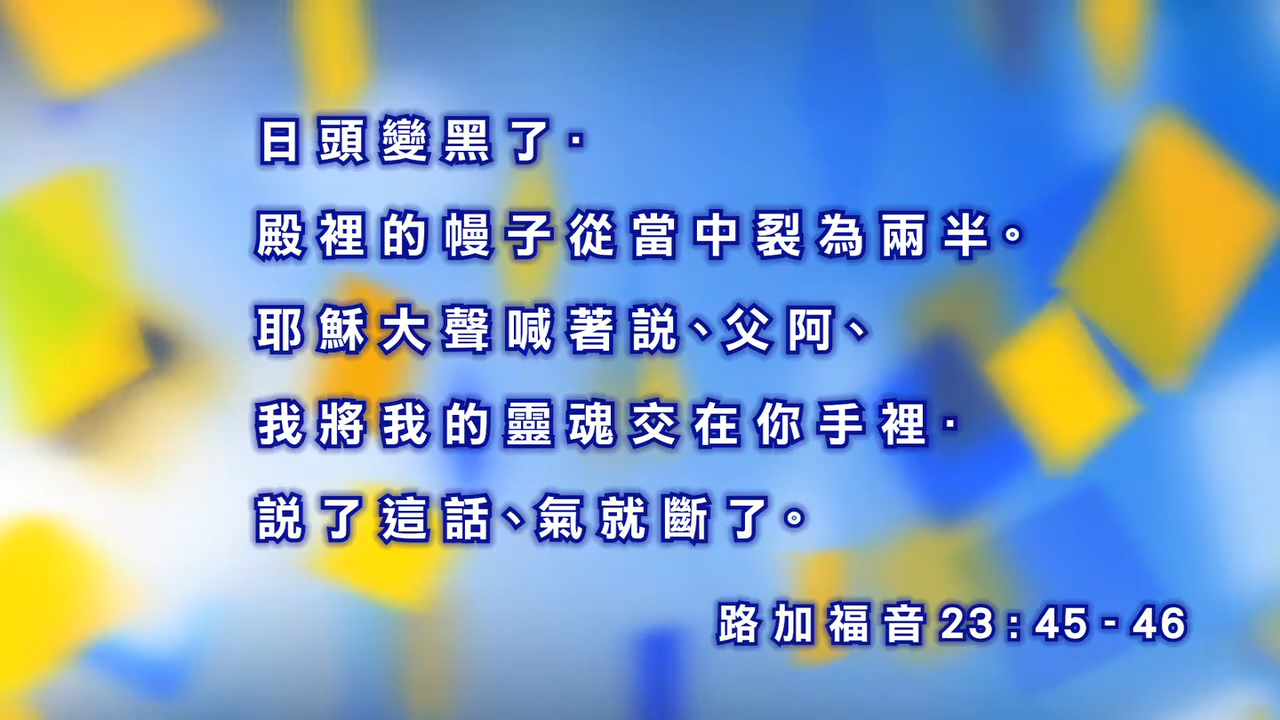 日頭變黑了．
殿裡的幔子從當中裂為兩半。
耶穌大聲喊著説、父阿、
我將我的靈魂交在你手裡．
説了這話、氣就斷了。
路加福音23:45-46